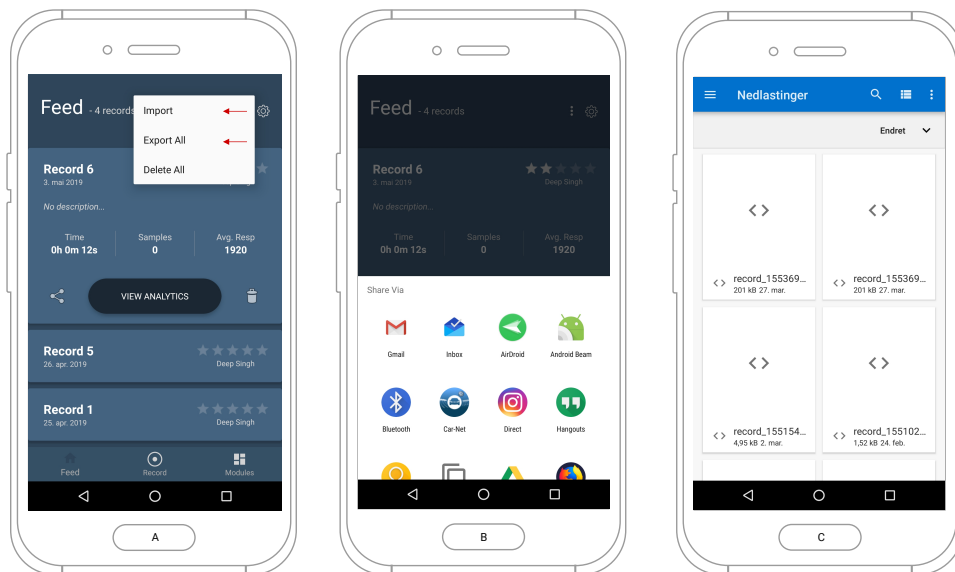 Feed - 4 records
Import
Export All
Delete All
Record 6
3. mai 2019
No description...
Time Samples Avg. Resp
0h 0m 12s 0 1920
VIEW ANALYTICS
Record 5
26. apr. 2019
Deep Singh
Record 1
25. apr. 2019
Deep Singh
Feed Record Modules
A
Feed - 4 records
Record 6
3. mai 2019
Deep Singh
No description...
Time Samples Avg. Resp
0h 0m 12s 0 1920
Share Via
Gmail Inbox AirDroid Android Beam
Bluetooth Car-Net Direct Hangouts
B
Nedlastinger
Endret
record_155369... record_155369...
201 kB 27. mar. 201 kB 27. mar.
record_155154... record_155102...
4,95 kB 2. mar. 1,52 kB 24. feb.
C